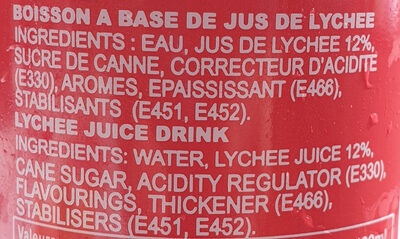 BOISSON A BASE DE JUS DE LYCHEE
INGREDIENTS : EAU, JUS DE LYCHEE 12%,
SUCRE DE CANNE, CORRECTEUR D'ACIDITE
(E330), AROMES, EPAISSISSANT (E466),
STABILISANTS (E451, E452).
LYCHEE JUICE DRINK
INGREDIENTS: WATER, LYCHEE JUICE 12%,
CANE SUGAR, ACIDITY REGULATOR (E330),
FLAVOURINGS, THICKENER (E466),
STABILISERS (E451, E452).